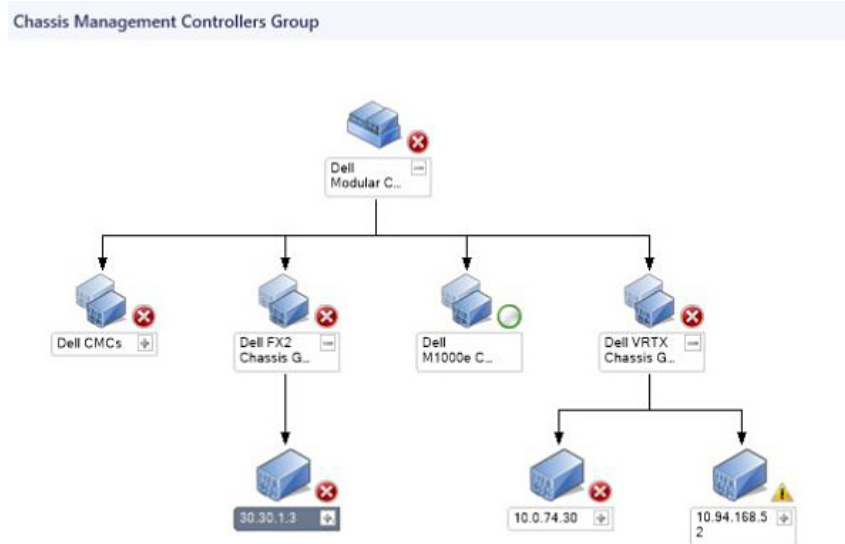 Chassis Management Controllers Group
Dell
Modular C...
Dell CMCs
Dell FX2
Chassis G...
Dell
M1000e C...
Dell VRTX
Chassis G...
30.30.1.3
10.0.74.30
10.94.168.5
2